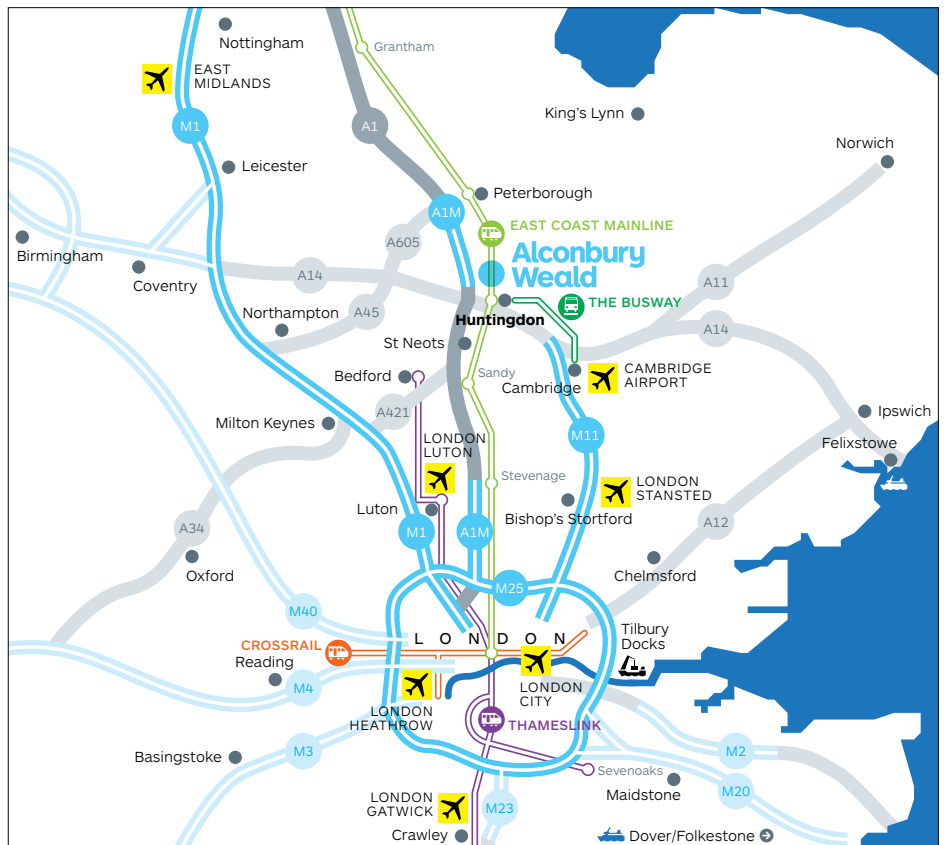 Nottingham
Grantham
EAST
MIDLANDS
King's Lynn
M1
A1
Norwich
Leicester
Peterborough
A1M
EAST COAST MAINLINE
A605
Birmingham
Alconbury
Weald
Coventry
A14
A11
THE BUSWAY
Northampton
A45
Huntingdon
A14
St Neots
Bedford
Sandy
Cambridge
CAMBRIDGE
AIRPORT
A421
Milton Keynes
Ipswich
M11
LONDON
LUTON
Felixstowe
Stevenage
LONDON
STANSTED
Luton
Bishop's Stortford
A34
M1
A1M
A12
Oxford
Chelmsford
M25
M40
LONDON
Tilbury
Docks
CROSSRAIL
Reading
M4
LONDON
CITY
LONDON
HEATHROW
THAMESLINK
M3
M2
Basingstoke
Sevenoaks
Maidstone
M20
LONDON
GATWICK
M23
Crawley
Dover/Folkestone